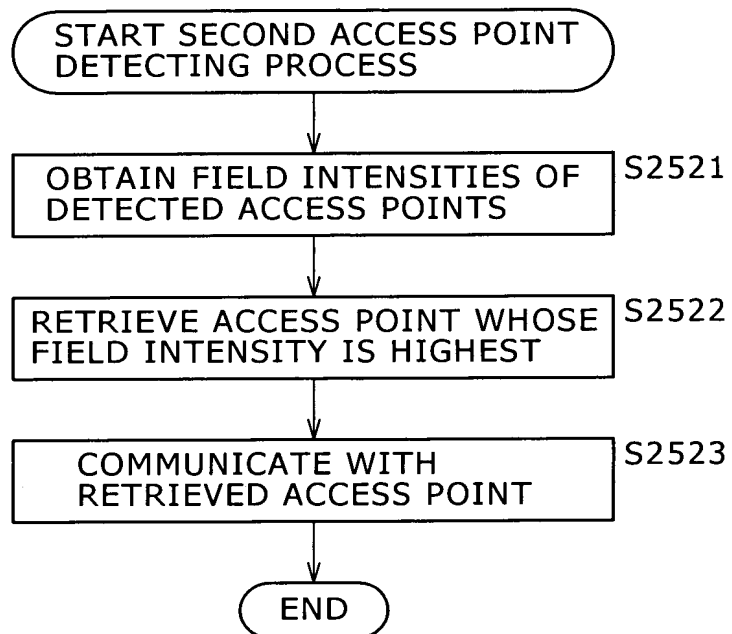 START SECOND ACCESS POINT
DETECTING PROCESS
S2521
OBTAIN FIELD INTENSITIES OF
DETECTED ACCESS POINTS
S2522
RETRIEVE ACCESS POINT WHOSE
FIELD INTENSITY IS HIGHEST
S2523
COMMUNICATE WITH
RETRIEVED ACCESS POINT
END